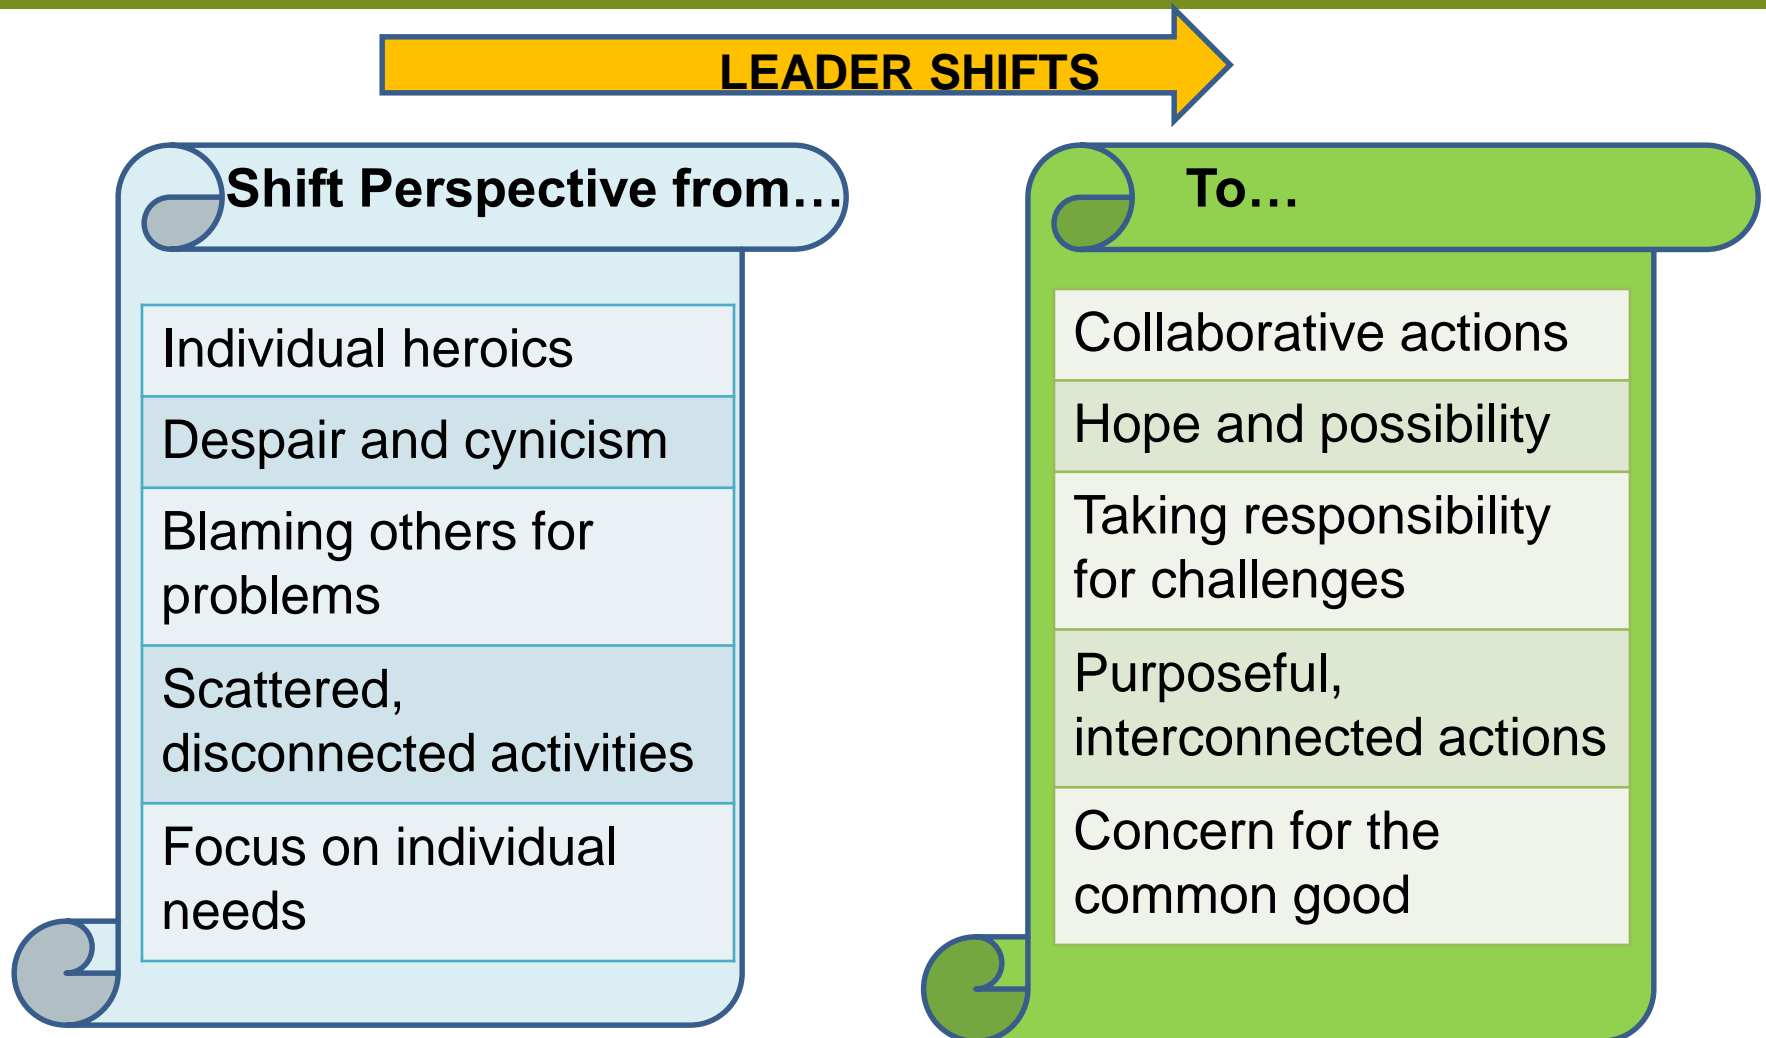 LEADER SHIFTS
Shift Perspective from...
Individual heroics
Despair and cynicism
Blaming others for
problems
Scattered,
disconnected activities
Focus on individual
needs
To...
Collaborative actions
Hope and possibility
Taking responsibility
for challenges
Purposeful,
interconnected actions
Concern for the
common good